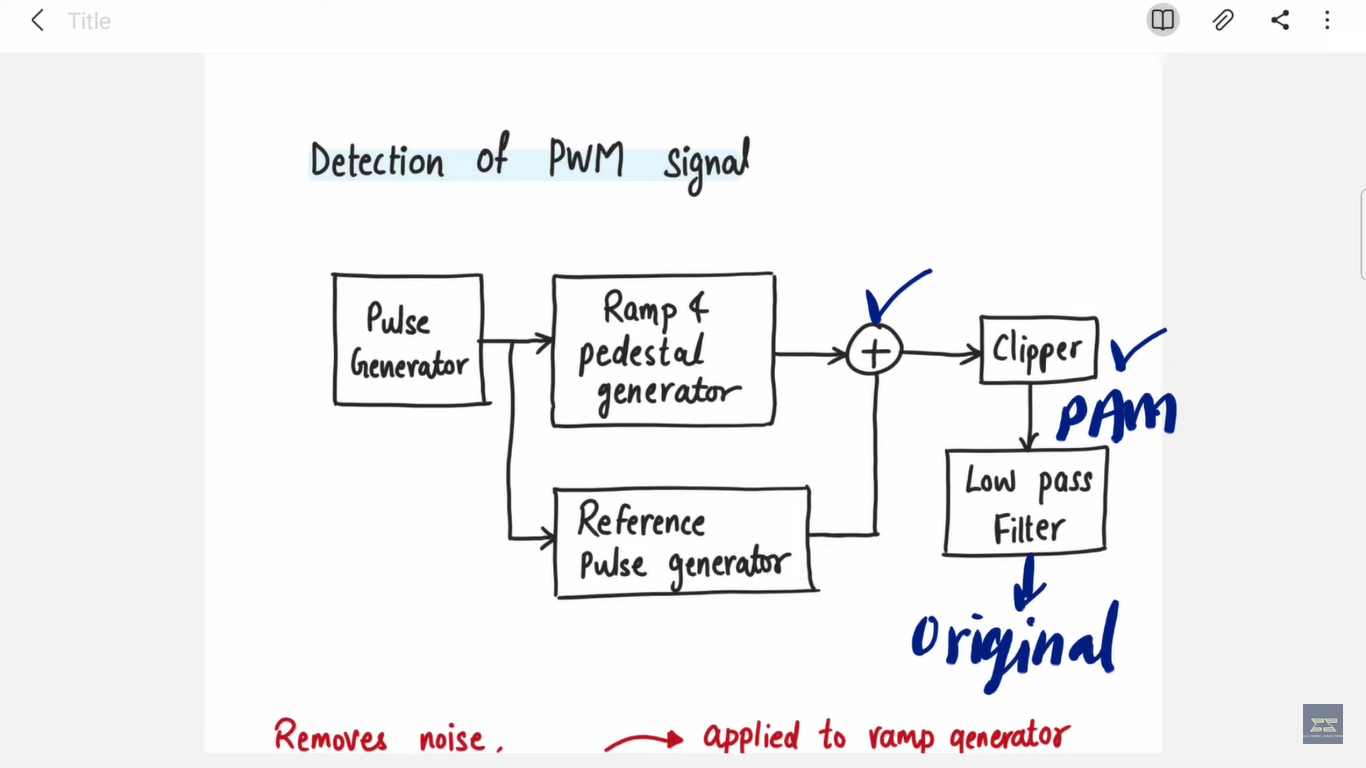 Title
Detection of PWM signal
Pulse
Generator
Ramp &
pedestal
generator
+
Clipper
PAM
Low pass
Filter
Reference
Pulse generator
Original
Removes noise.
applied to ramp generator